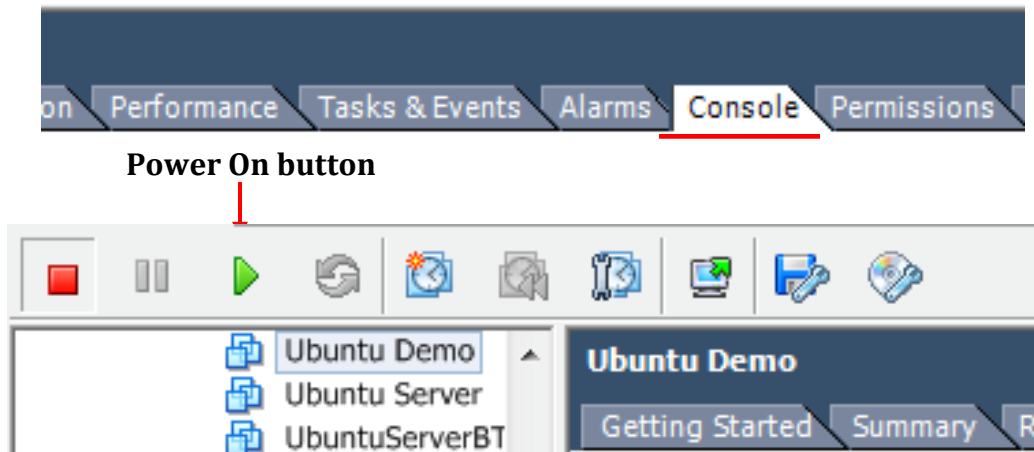 on Performance Tasks & Events Alarms Console Permissions
Power On button
Ubuntu Demo
Ubuntu Server
UbuntuServerBT
Ubuntu Demo
Getting Started Summary R